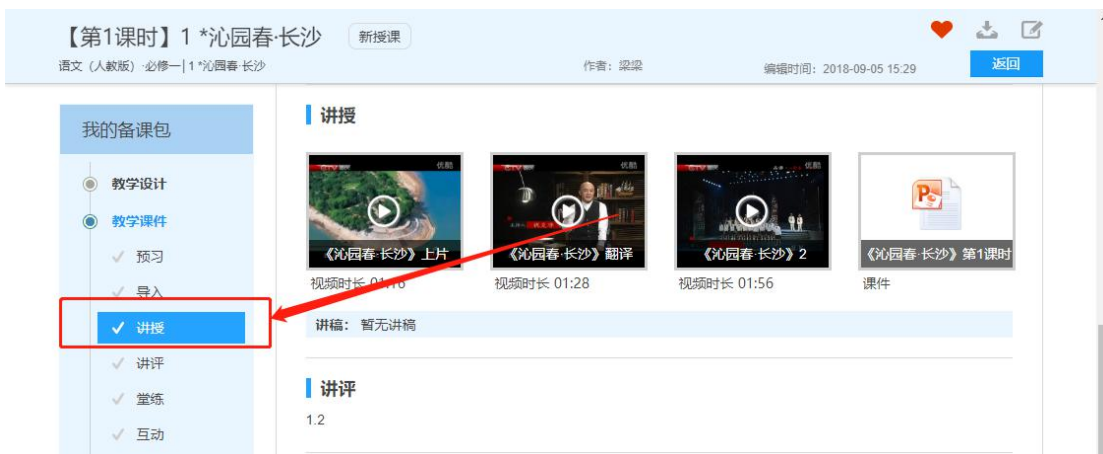 【第1课时】1 *沁园春·长沙 新授课
语文（人教版）·必修一| 1 *沁园春·长沙 作者：梁梁 编辑时间：2018-09-05 15:29 返回
我的备课包
教学设计
教学课件
预习
导入
讲授
讲评
堂练
互动
讲授
优酷 优酷 优酷
《沁园春·长沙》上片 《沁园春·长沙》翻译 《沁园春·长沙》2 《沁园春·长沙》第1课时
视频时长 01:16 视频时长 01:28 视频时长 01:56 课件
讲稿： 暂无讲稿
讲评
1.2